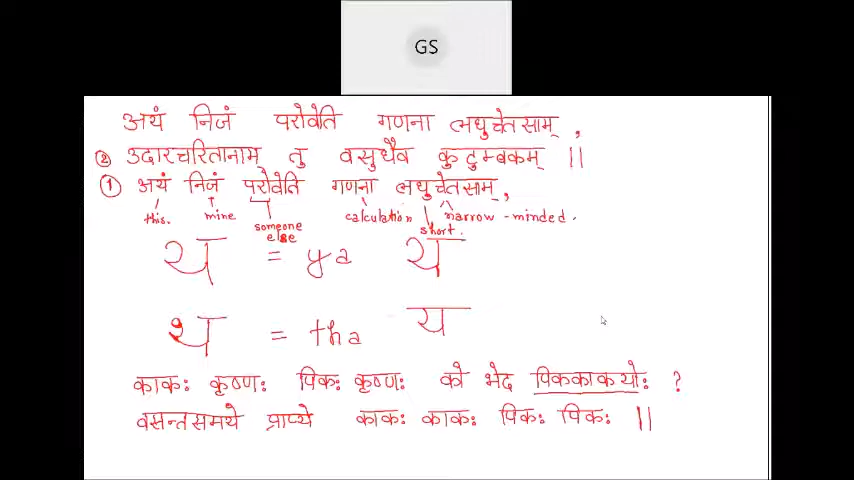 GS
अयं निजं परोवेति गणना लघुचेतसाम् ,
② उदारचरितानाम् तु वसुधैव कुटुम्बकम् ||
① अयं निजं परोवेति गणना लघुचेतसाम् ,
this. mine someone else calculation short. narrow-minded.
य = ya य
थ = tha य
काकः कृष्णः पिकः कृष्णः को भेद पिककाकयोः ?
वसन्तसमये प्राप्ये काकः काकः पिकः पिकः ||